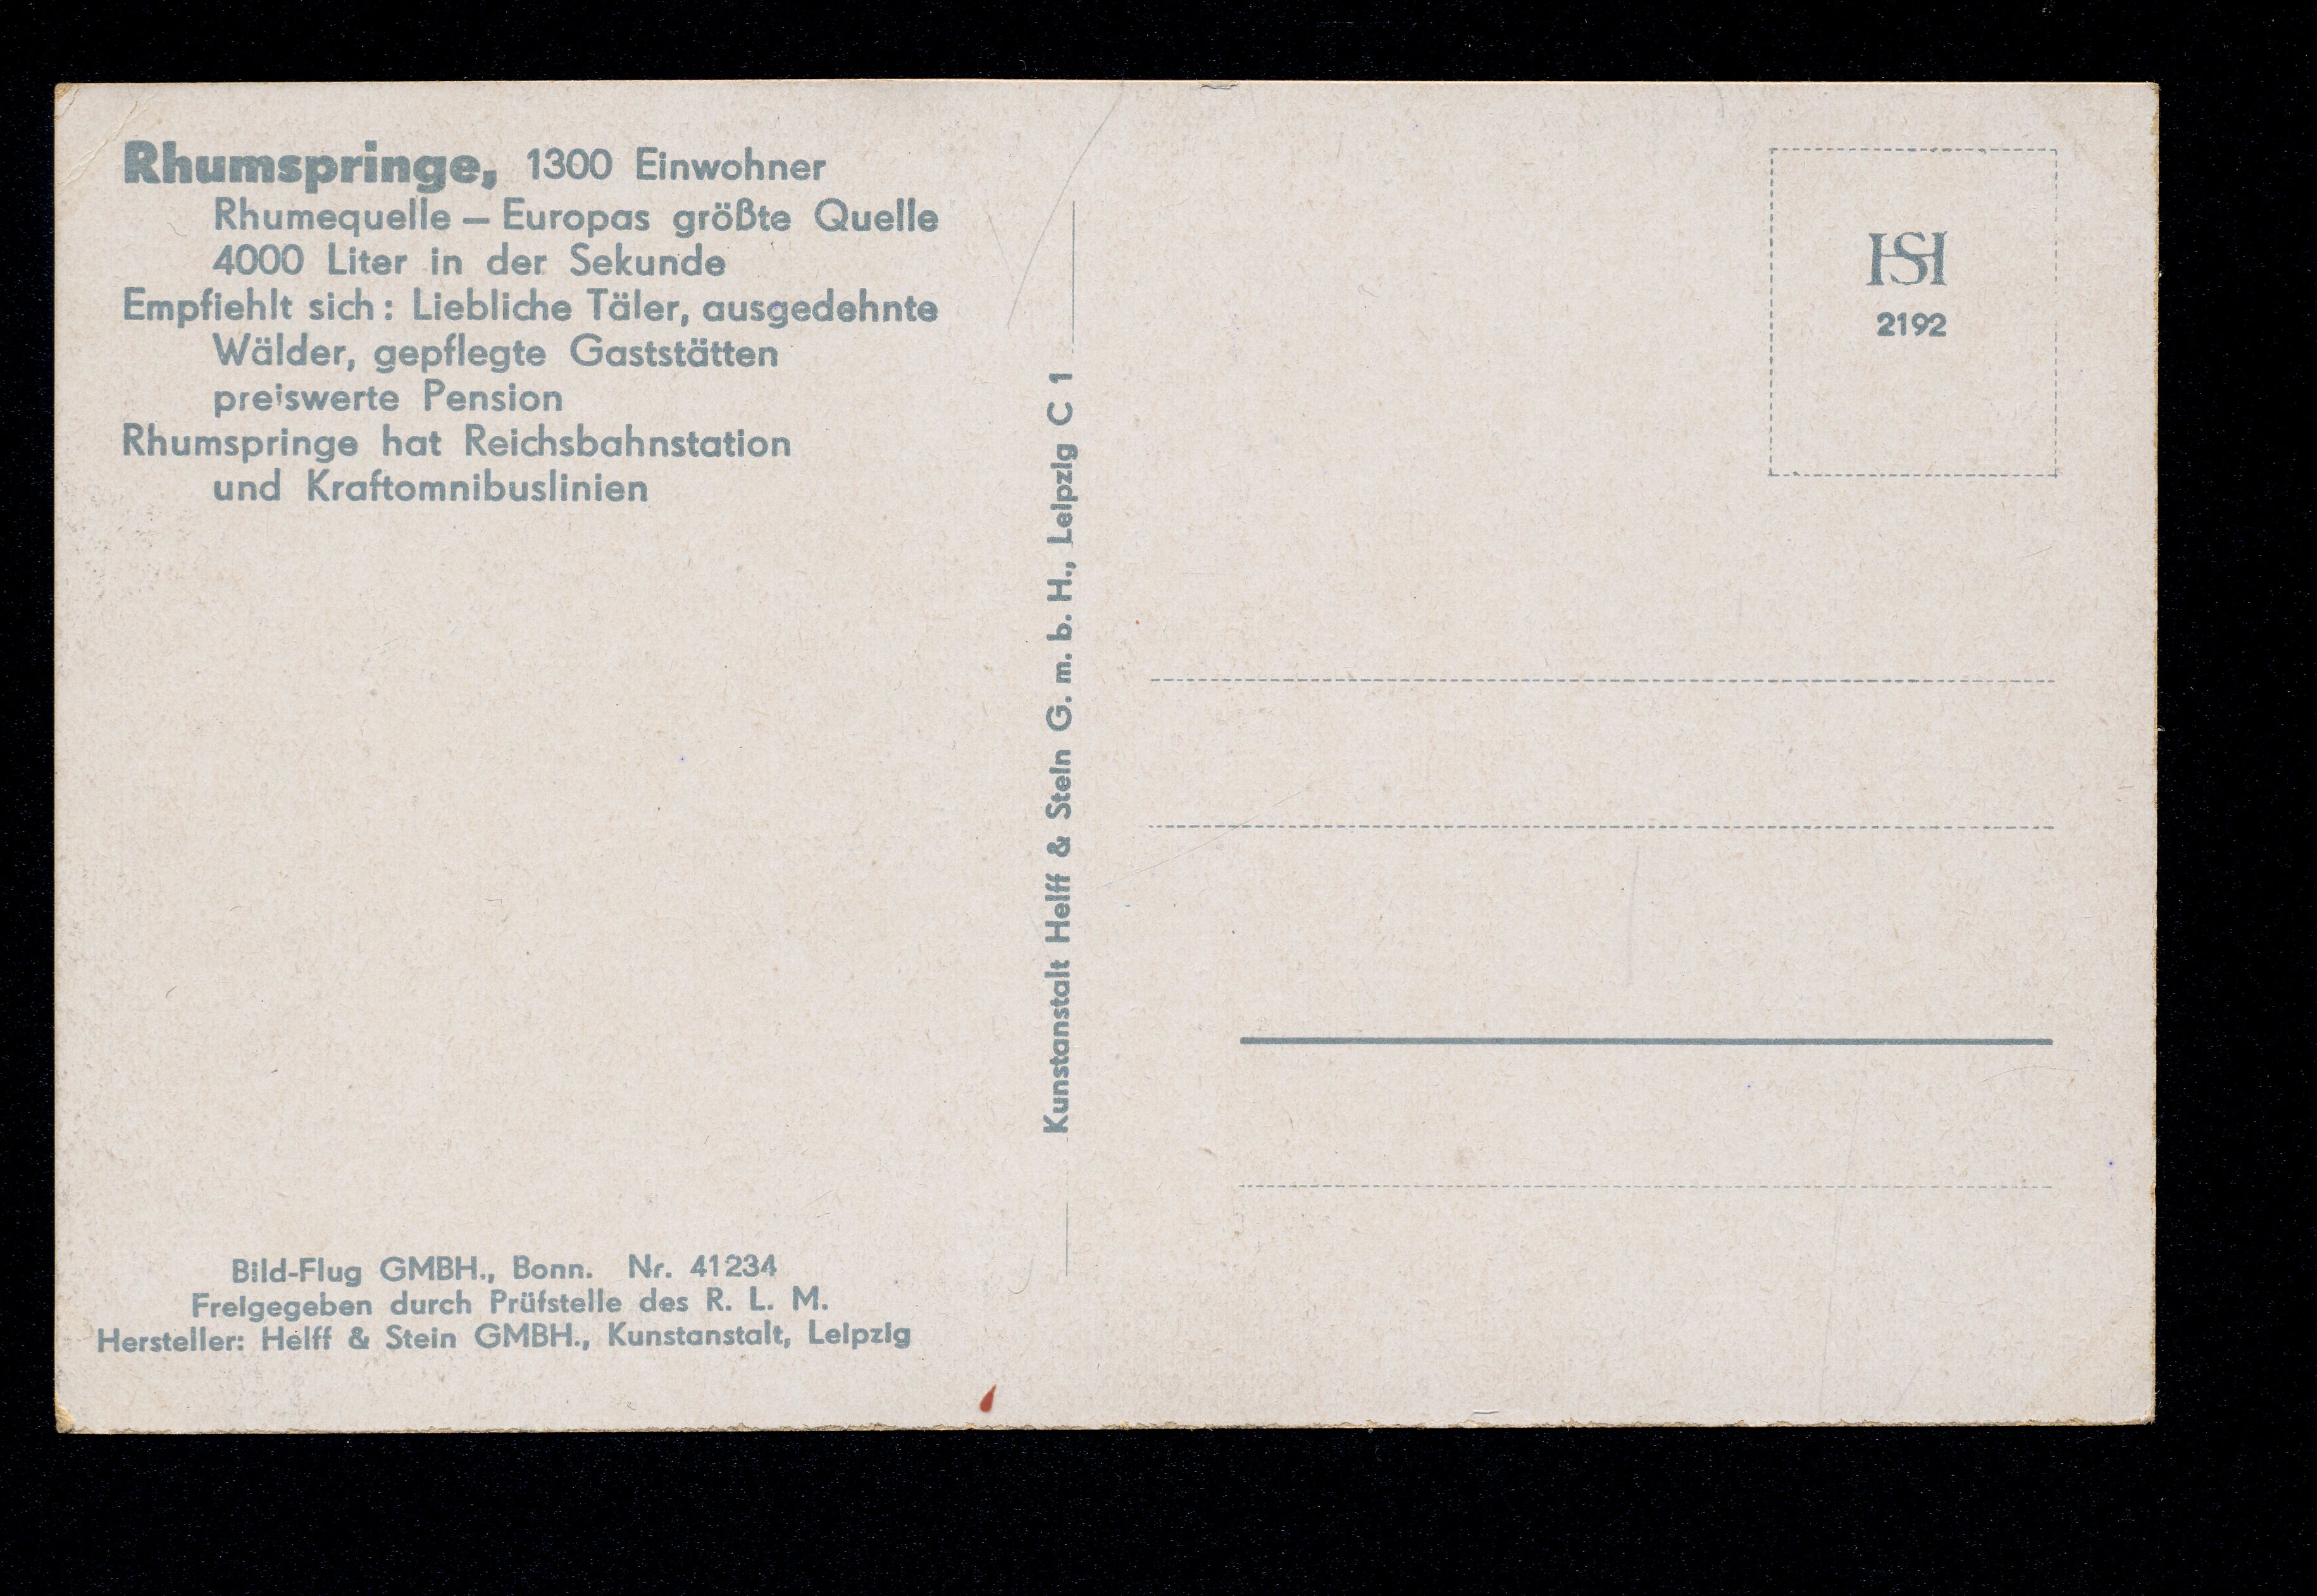 Rhumspringe, 1300 Einwohner
Rhumequelle — Europas größte Quelle
4000 Liter in der Sekunde
Empfiehlt sich: Liebliche Täler, ausgedehnte
Wälder, gepflegte Gaststätten
preiswerte Pension
Rhumspringe hat Reichsbahnstation
und Kraftomnibuslinien
Bild-Flug GMBH., Bonn. Nr. 41234
Freigegeben durch Prüfstelle des R. L. M.
Hersteller: Helff & Stein GMBH., Kunstanstalt, Leipzig
Kunstanstalt Helff & Stein G. m. b. H., Leipzig C 1
HSt
2192